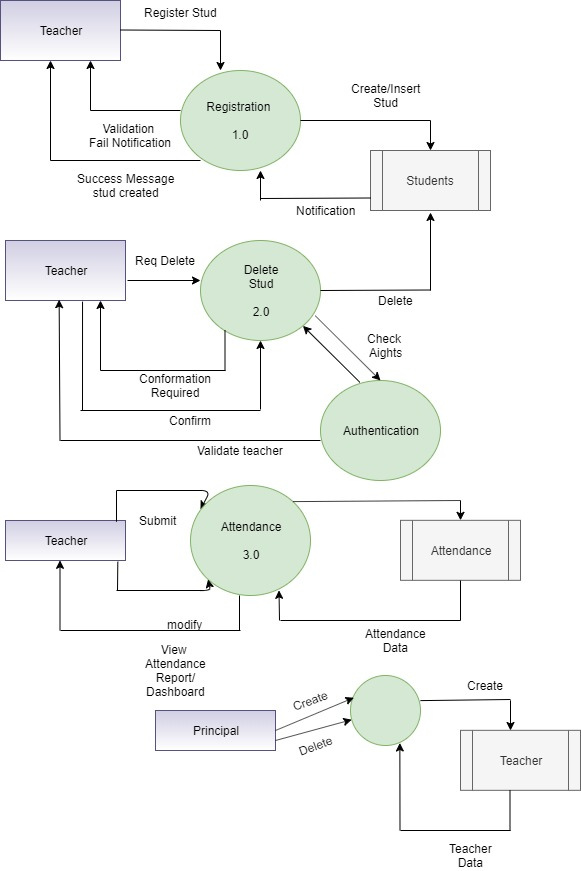 Register Stud
Teacher
Create/Insert
Stud
Registration
1.0
Validation
Fail Notification
Success Message
stud created
Students
Notification
Req Delete
Teacher
Delete
Stud
2.0
Delete
Check
Aights
Conformation
Required
Confirm
Authentication
Validate teacher
Submit
Attendance
3.0
Teacher
Attendance
modify
Attendance
Data
View
Attendance
Report/
Dashboard
Create
Create
Principal
Delete
Teacher
Teacher
Data